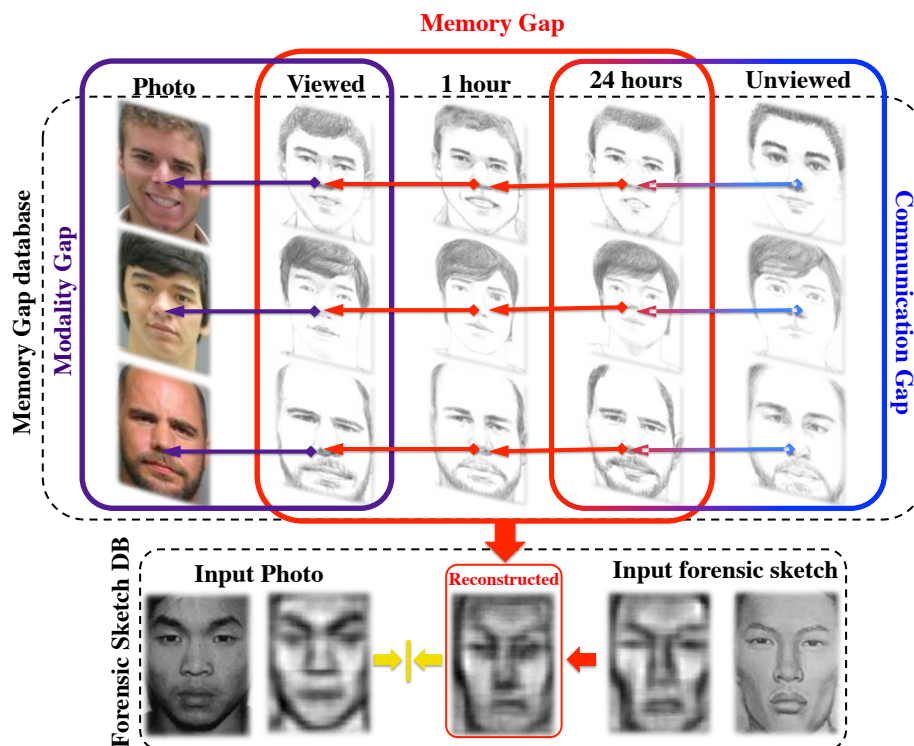 Memory Gap
Photo
Viewed
1 hour
24 hours
Unviewed
Memory Gap database
Modality Gap
Communication Gap
Forensic Sketch DB
Input Photo
Reconstructed
Input forensic sketch